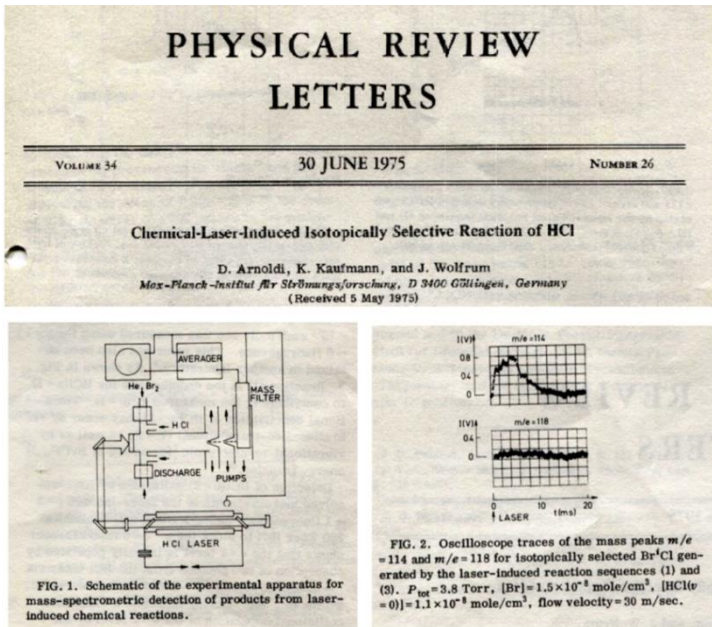 PHYSICAL REVIEW
LETTERS
VOLUME 34 30 JUNE 1975 NUMBER 26
Chemical-Laser-Induced Isotopically Selective Reaction of HCl
D. Arnoldi, K. Kaufmann, and J. Wolfrum
Max-Planck-Institut für Strömungsforschung, D 3400 Göttingen, Germany
(Received 5 May 1975)
AVERAGER
He, Br₂
MASS
FILTER
HCl
DISCHARGE
PUMPS
HCl LASER
FIG. 1. Schematic of the experimental apparatus for
mass-spectrometric detection of products from laser-
induced chemical reactions.
I(V) m/e=114
0.8
0.4
0
I(V) m/e=118
0.4
0
0 10 20
LASER t(ms)
FIG. 2. Oscilloscope traces of the mass peaks m/e
=114 and m/e=118 for isotopically selected BrⁱCl gen-
erated by the laser-induced reaction sequences (1) and
(3). Pₜₒₜ=3.8 Torr, [Br]=1.5×10⁻⁸ mole/cm³, [HCl(v
=0)]=1.1×10⁻⁸ mole/cm³, flow velocity=30 m/sec.